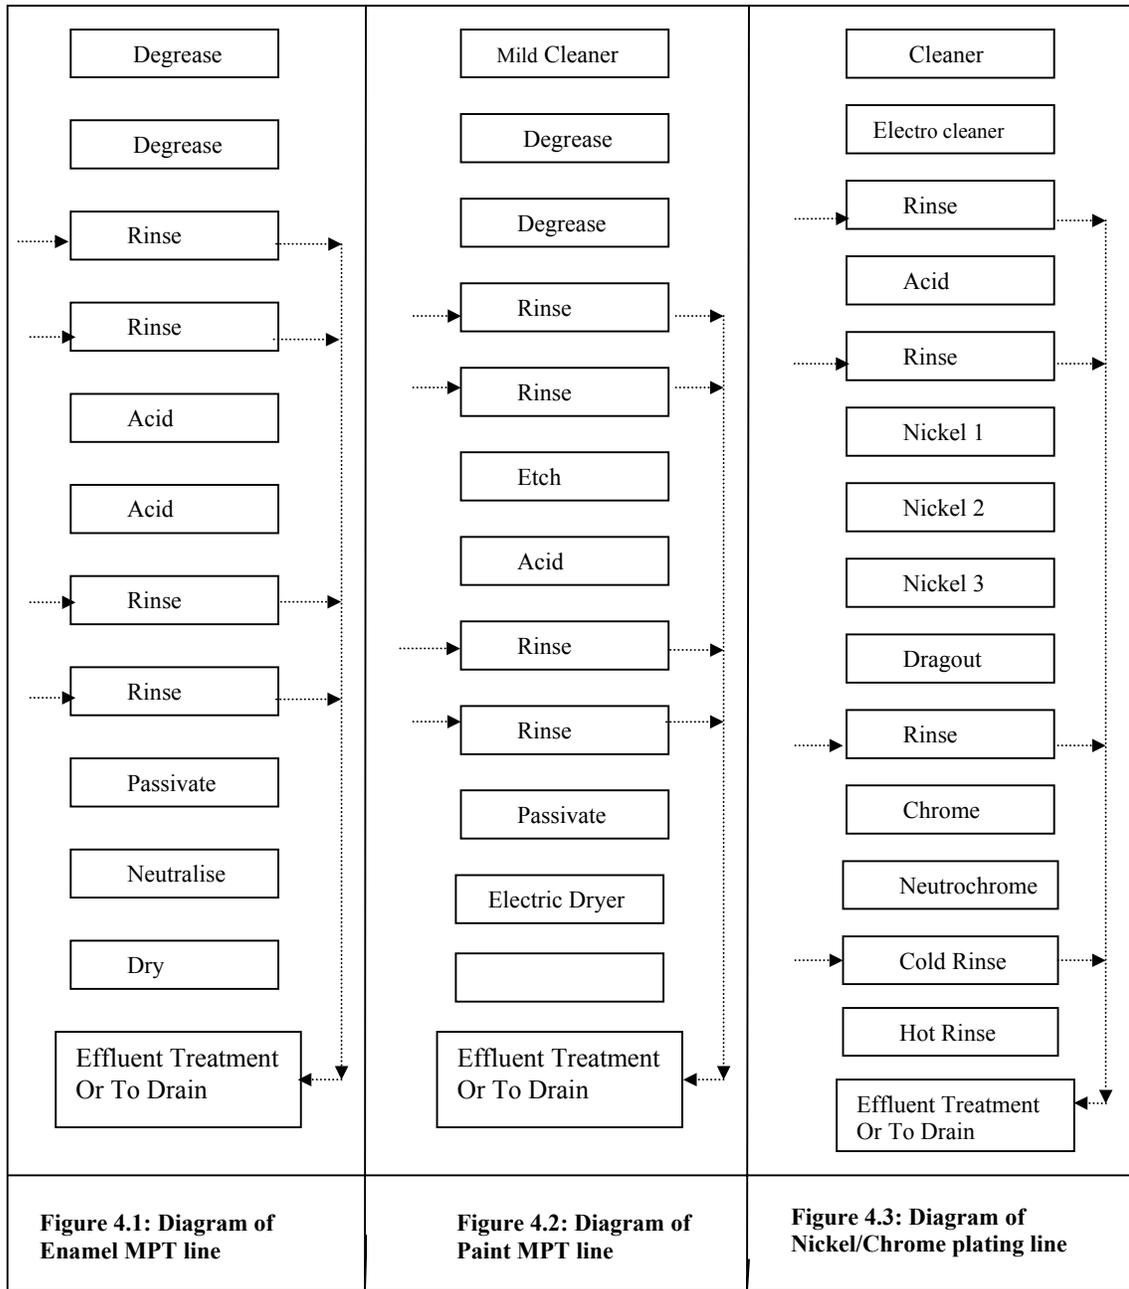 Degrease
Degrease
Rinse
Rinse
Acid
Acid
Rinse
Rinse
Passivate
Neutralise
Dry
Effluent Treatment
Or To Drain
Figure 4.1: Diagram of
Enamel MPT line
Mild Cleaner
Degrease
Degrease
Rinse
Rinse
Etch
Acid
Rinse
Rinse
Passivate
Electric Dryer
Effluent Treatment
Or To Drain
Figure 4.2: Diagram of
Paint MPT line
Cleaner
Electro cleaner
Rinse
Acid
Rinse
Nickel 1
Nickel 2
Nickel 3
Dragout
Rinse
Chrome
Neutrochrome
Cold Rinse
Hot Rinse
Effluent Treatment
Or To Drain
Figure 4.3: Diagram of
Nickel/Chrome plating line